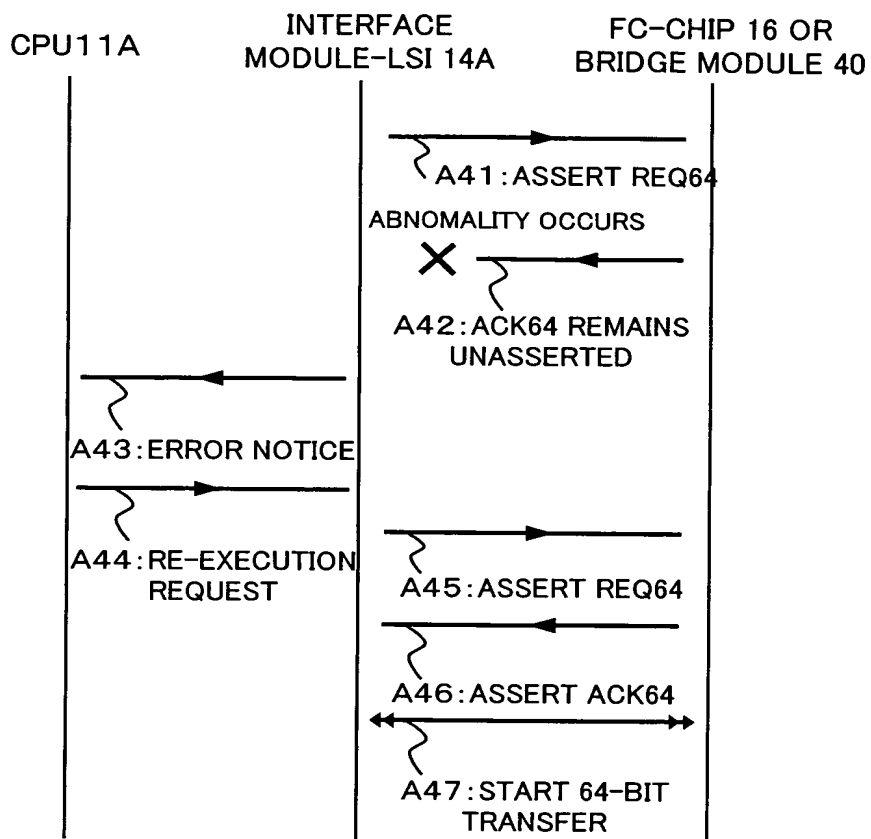 CPU11A
INTERFACE
MODULE-LSI 14A
FC-CHIP 16 OR
BRIDGE MODULE 40
A41:ASSERT REQ64
ABNOMALITY OCCURS
A42:ACK64 REMAINS
UNASSERTED
A43:ERROR NOTICE
A44:RE-EXECUTION
REQUEST
A45:ASSERT REQ64
A46:ASSERT ACK64
A47:START 64-BIT
TRANSFER